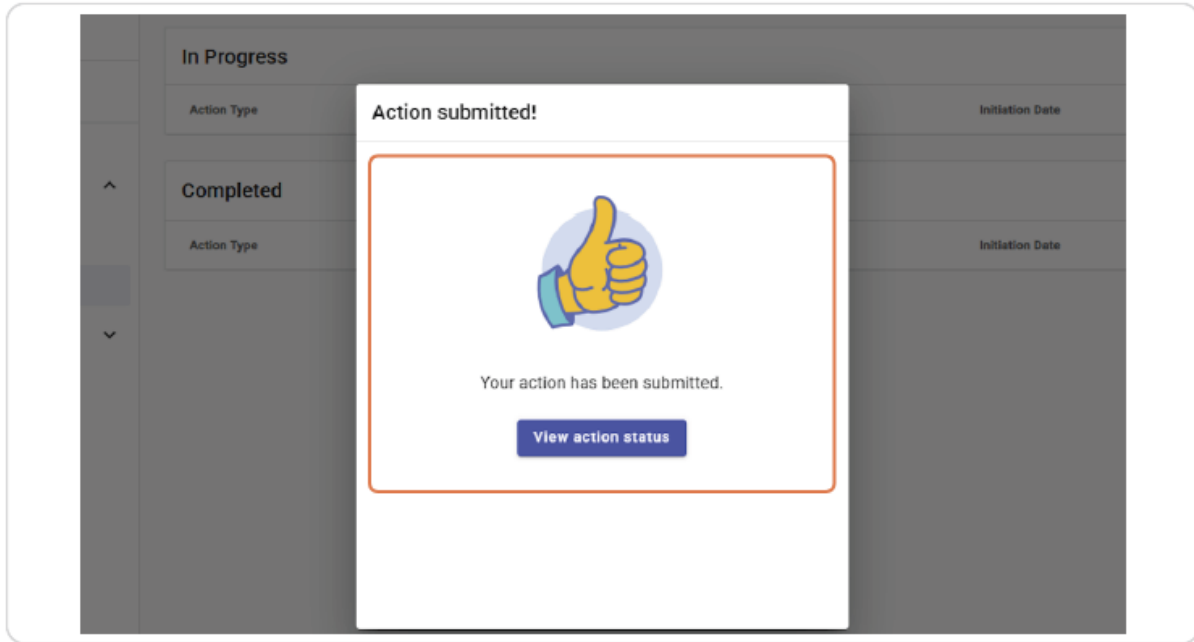 In Progress
Action Type
Initiation Date
Completed
Action Type
Initiation Date
Action submitted!
Your action has been submitted.
View action status